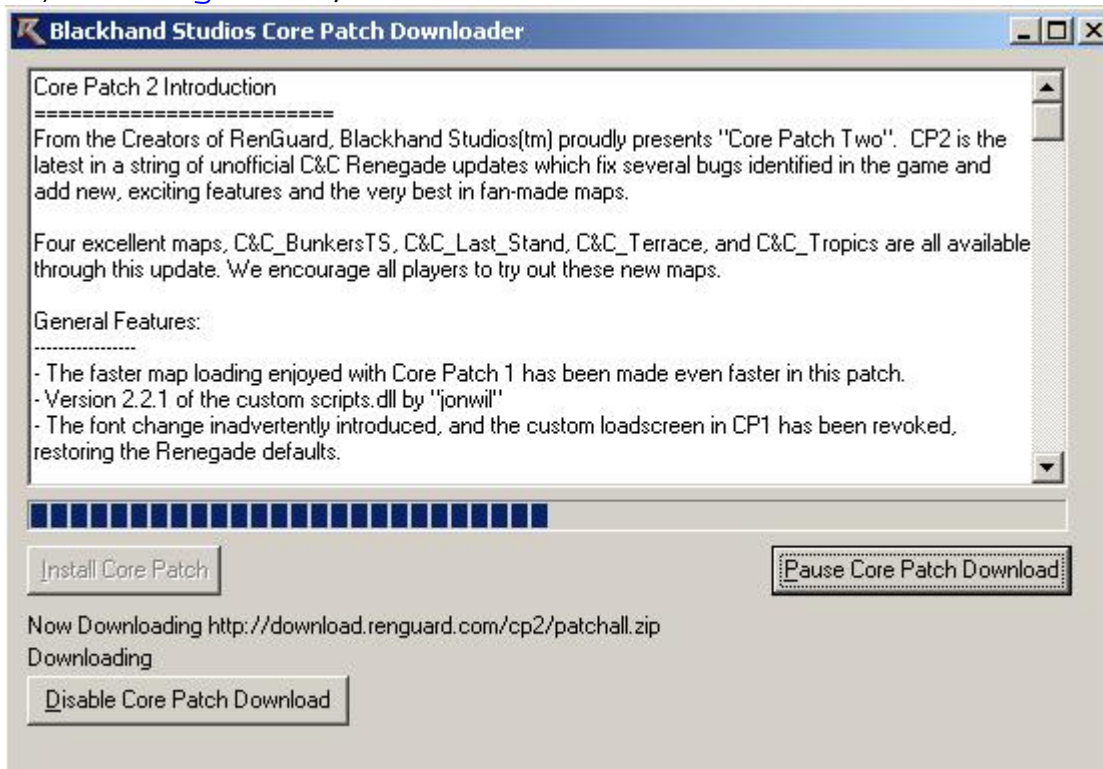 Blackhand Studios Core Patch Downloader
Core Patch 2 Introduction
=========================
From the Creators of RenGuard, Blackhand Studios(tm) proudly presents "Core Patch Two".  CP2 is the
latest in a string of unofficial C&C Renegade updates which fix several bugs identified in the game and
add new, exciting features and the very best in fan-made maps.
Four excellent maps, C&C_BunkersTS, C&C_Last_Stand, C&C_Terrace, and C&C_Tropics are all available
through this update. We encourage all players to try out these new maps.
General Features:
----------------
- The faster map loading enjoyed with Core Patch 1 has been made even faster in this patch.
- Version 2.2.1 of the custom scripts.dll by "jonwil"
- The font change inadvertently introduced, and the custom loadscreen in CP1 has been revoked,
restoring the Renegade defaults.
Install Core Patch
Pause Core Patch Download
Now Downloading http://download.renguard.com/cp2/patchall.zip
Downloading
Disable Core Patch Download